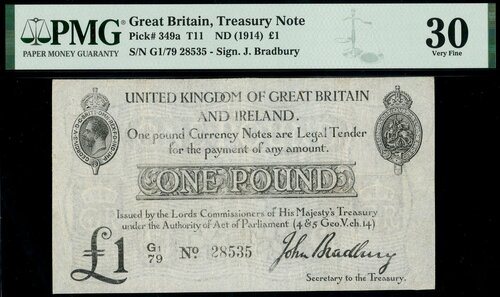 PMG
PAPER MONEY GUARANTY
Great Britain, Treasury Note
Pick# 349a T11 ND (1914) £1
S/N G1/79 28535 - Sign. J. Bradbury
30
Very Fine
UNITED KINGDOM OF GREAT BRITAIN
AND IRELAND.
One pound Currency Notes are Legal Tender
for the payment of any amount.
ONE POUND
Issued by the Lords Commissioners of His Majesty's Treasury
under the Authority of Act of Parliament (4 & 5 Geo.V. ch.14)
£1
G1
79
No 28535
John Bradbury
Secretary to the Treasury.